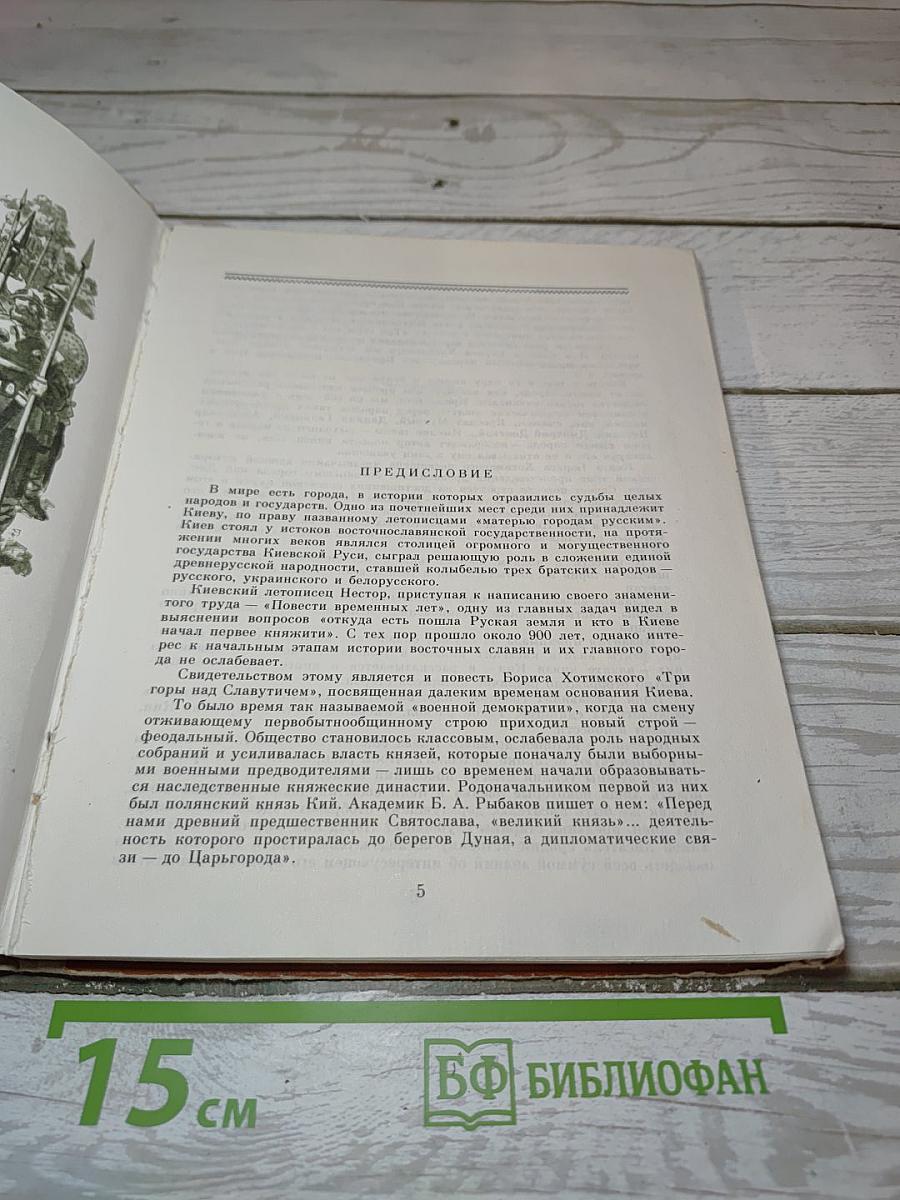 ПРЕДИСЛОВИЕ
В мире есть города, в истории которых отразились судьбы целых
народов и государств. Одно из почетнейших мест среди них принадлежит
Киеву, по праву названному летописцами «матерью городам русским».
Киев стоял у истоков восточнославянской государственности, на протя-
жении многих веков являлся столицей огромного и могущественного
государства Киевской Руси, сыграл решающую роль в сложении единой
древнерусской народности, ставшей колыбелью трех братских народов —
русского, украинского и белорусского.
Киевский летописец Нестор, приступая к написанию своего знамени-
того труда — «Повести временных лет», одну из главных задач видел в
выяснении вопросов «откуда есть пошла Руская земля и кто в Киеве
начал первее княжити». С тех пор прошло около 900 лет, однако инте-
рес к начальным этапам истории восточных славян и их главного горо-
да не ослабевает.
Свидетельством этому является и повесть Бориса Хотимского «Три
горы над Славутичем», посвященная далеким временам основания Киева.
То было время так называемой «военной демократии», когда на смену
отживающему первобытнообщинному строю приходил новый строй —
феодальный. Общество становилось классовым, ослабевала роль народных
собраний и усиливалась власть князей, которые поначалу были выборны-
ми военными предводителями — лишь со временем начали образовывать-
ся наследственные княжеские династии. Родоначальником первой из них
был полянский князь Кий. Академик Б. А. Рыбаков пишет о нем: «Перед
нами древний предшественник Святослава, «великий князь»... деятель-
ность которого простиралась до берегов Дуная, а дипломатические свя-
зи — до Царьгорода».
5
15 см
БФ БИБЛИОФАН